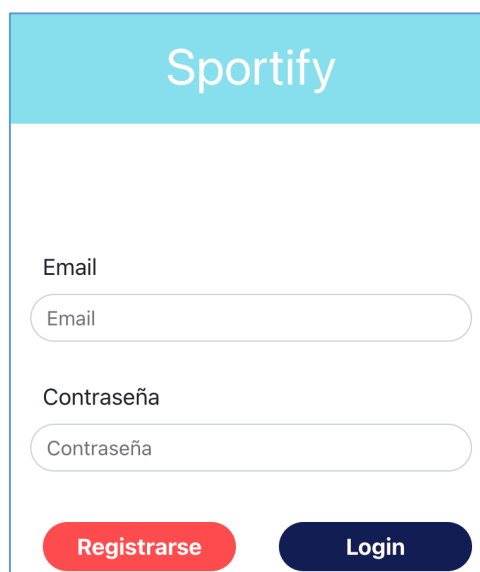 Sportify
Email
Email
Contraseña
Contraseña
Registrarse Login